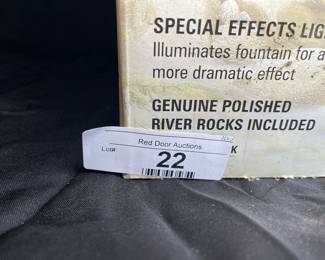 SPECIAL EFFECTS LIG
Illuminates fountain for a
more dramatic effect
GENUINE POLISHED
RIVER ROCKS INCLUDED
K
Red Door Auctions
Lot#
22